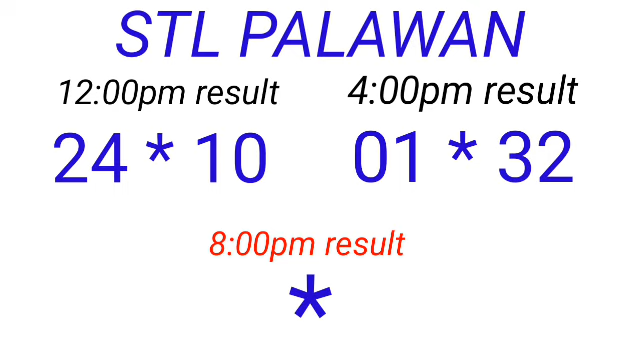 STL PALAWAN
12:00pm result 4:00pm result
24 * 10 01 * 32
8:00pm result
*